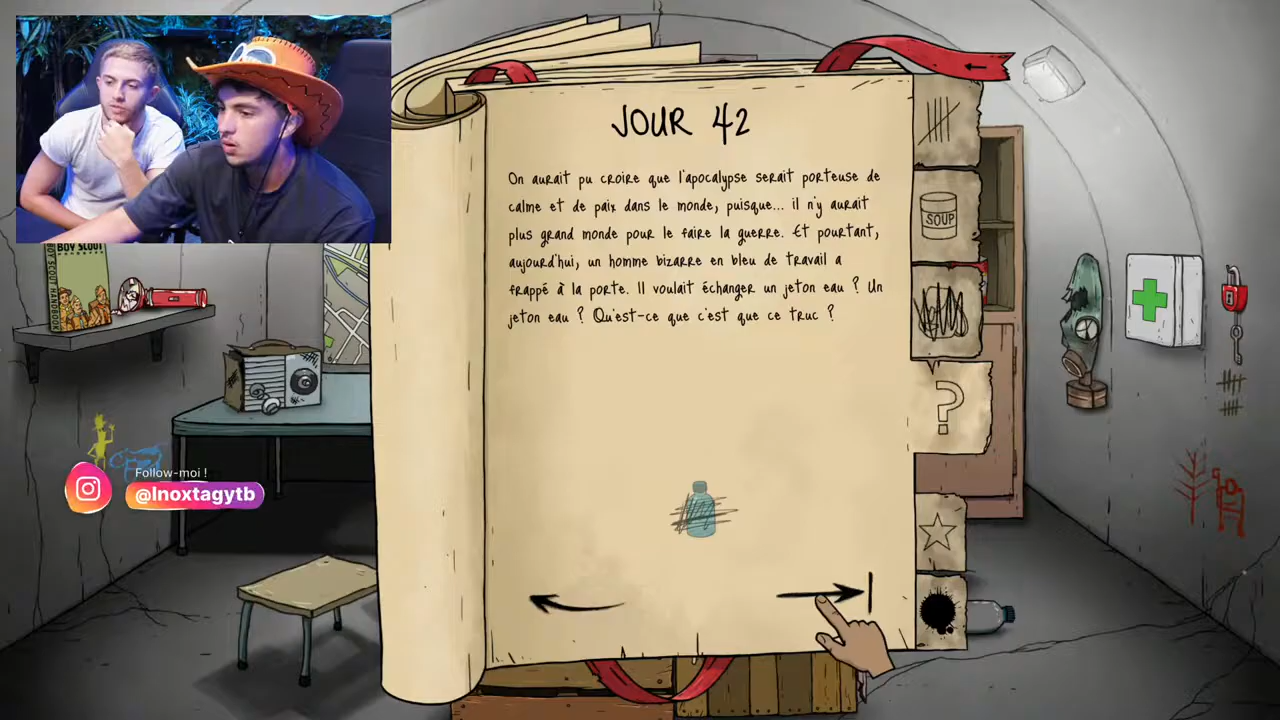 JOUR 42
On aurait pu croire que l'apocalypse serait porteuse de
calme et de paix dans le monde, puisque... il n'y aurait
plus grand monde pour le faire la guerre. Et pourtant,
aujourd'hui, un homme bizarre en bleu de travail a
frappé à la porte. Il voulait échanger un jeton eau ? Un
jeton eau ? Qu'est-ce que c'est que ce truc ?
SOUP
BOY SCOUT
HANDBOOK
Follow-moi !
@Inoxtagytb